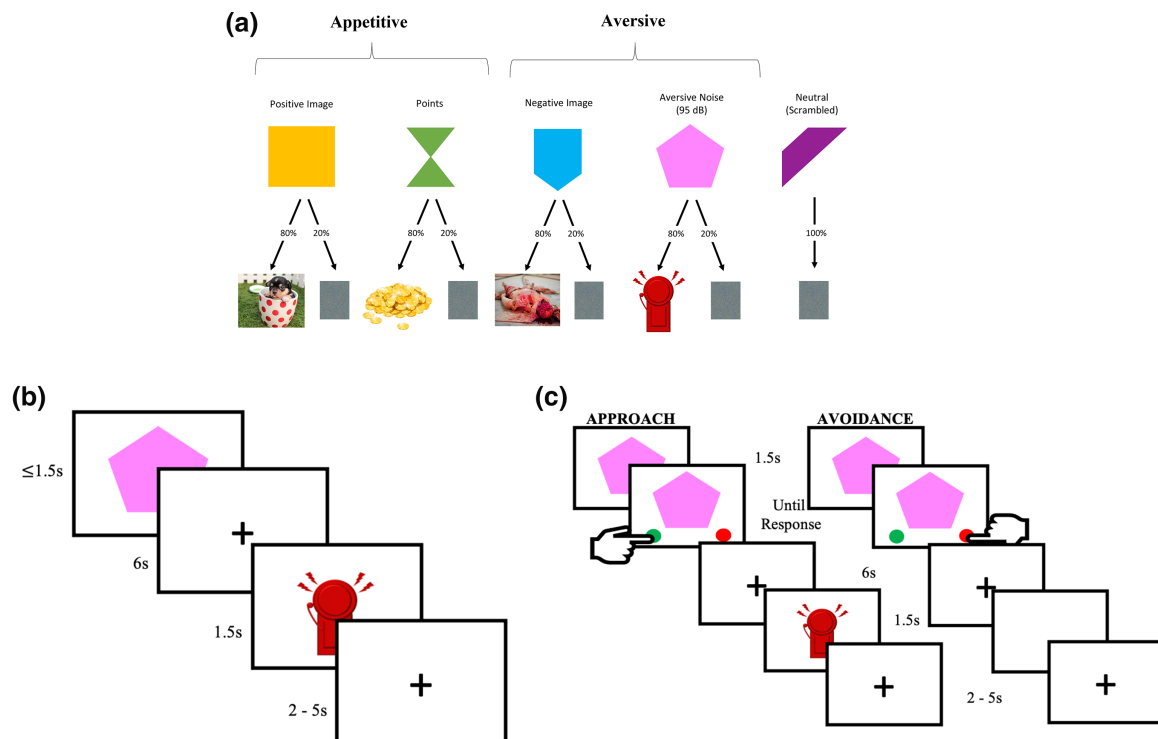 (a)
Appetitive
Aversive
Positive Image
Points
Negative Image
Aversive Noise
(95 dB)
Neutral
(Scrambled)
80%
20%
80%
20%
80%
20%
80%
20%
100%
(b)
≤1.5s
6s
1.5s
2 - 5s
(c)
APPROACH
AVOIDANCE
1.5s
Until
Response
6s
1.5s
2 - 5s